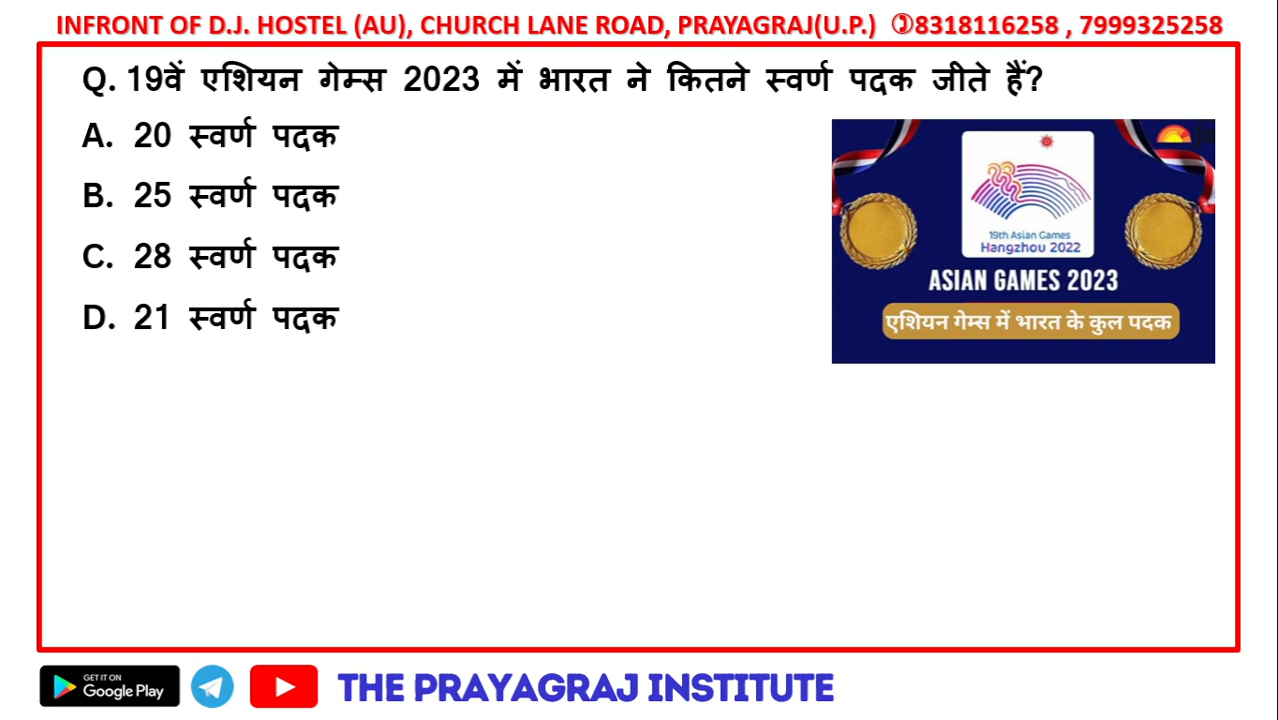 INFRONT OF D.J. HOSTEL (AU), CHURCH LANE ROAD, PRAYAGRAJ(U.P.) ✆8318116258 , 7999325258
Q. 19वें एशियन गेम्स 2023 में भारत ने कितने स्वर्ण पदक जीते हैं?
A. 20 स्वर्ण पदक
B. 25 स्वर्ण पदक
C. 28 स्वर्ण पदक
D. 21 स्वर्ण पदक
19th Asian Games
Hangzhou 2022
ASIAN GAMES 2023
एशियन गेम्स में भारत के कुल पदक
GET IT ON
Google Play
THE PRAYAGRAJ INSTITUTE